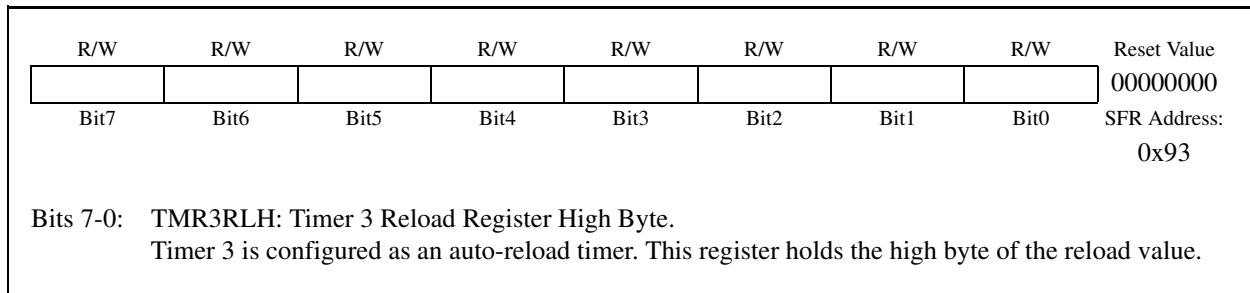 R/W R/W R/W R/W R/W R/W R/W R/W Reset Value
00000000
Bit7 Bit6 Bit5 Bit4 Bit3 Bit2 Bit1 Bit0 SFR Address:
0x93
Bits 7-0: TMR3RLH: Timer 3 Reload Register High Byte.
Timer 3 is configured as an auto-reload timer. This register holds the high byte of the reload value.